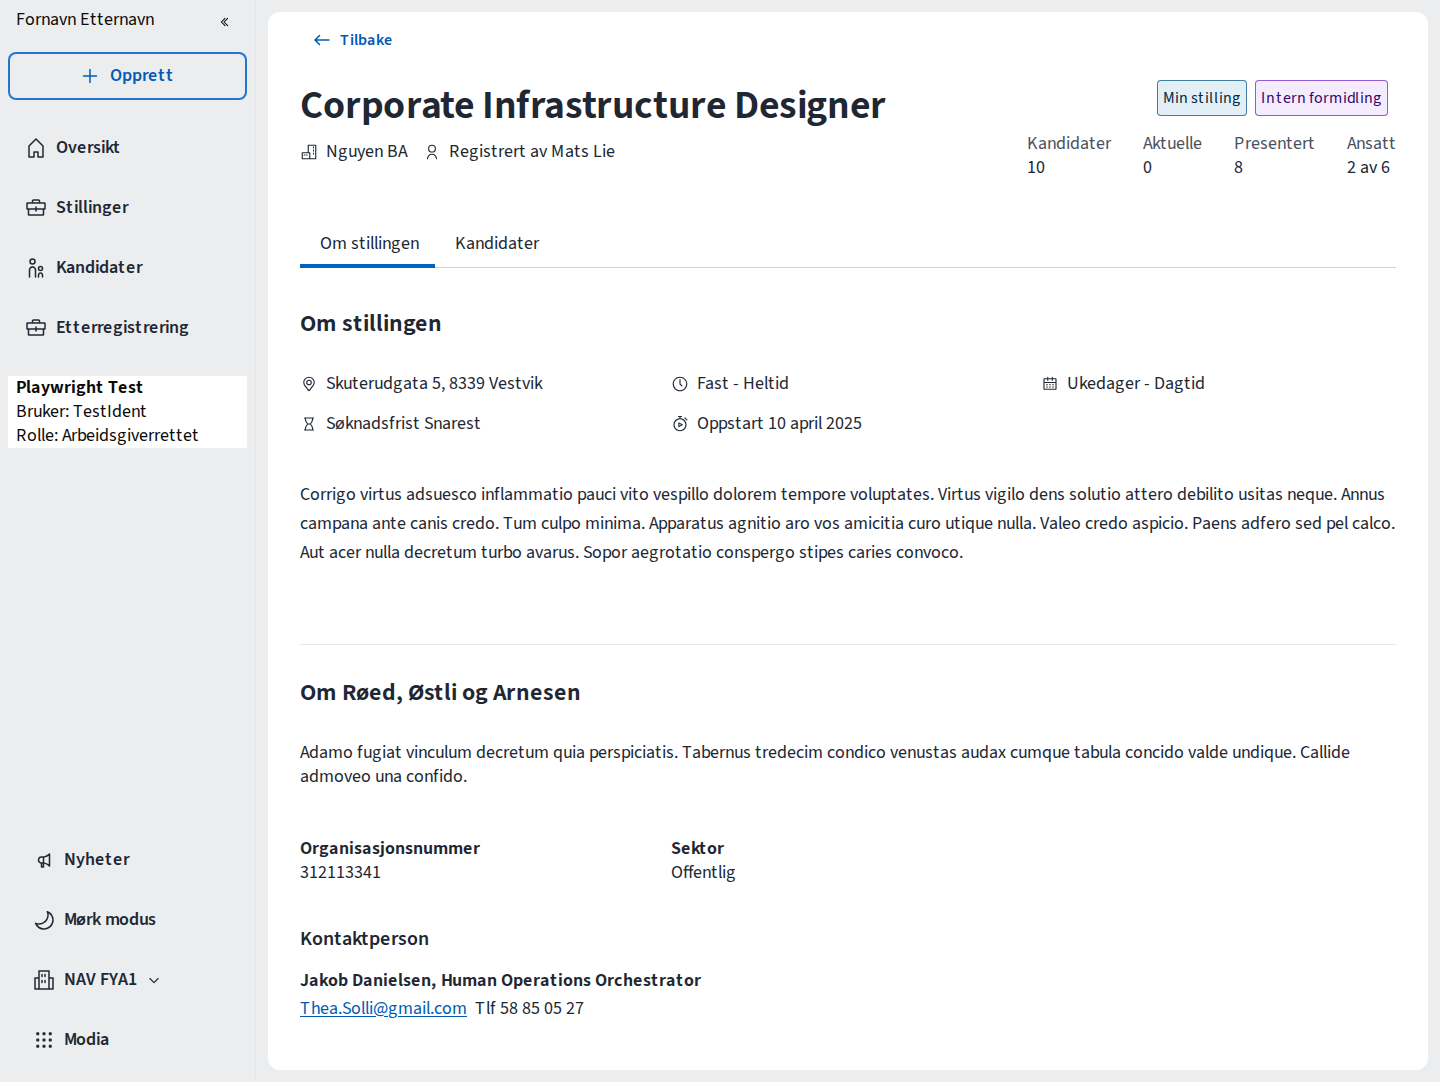 Fornavn Etternavn
Opprett
Oversikt
Stillinger
Kandidater
Etterregistrering
Playwright Test
Bruker: TestIdent
Rolle: Arbeidsgiverrettet
Nyheter
Mørk modus
NAV FYA1
Modia
Tilbake
Corporate Infrastructure Designer
Nguyen BA Registrert av Mats Lie
Min stilling Intern formidling
Kandidater Aktuelle Presentert Ansatt
10 0 8 2 av 6
Om stillingen Kandidater
Om stillingen
Skuterudgata 5, 8339 Vestvik Fast - Heltid Ukedager - Dagtid
Søknadsfrist Snarest Oppstart 10 april 2025
Corrigo virtus adsuesco inflammatio pauci vito vespillo dolorem tempore voluptates. Virtus vigilo dens solutio attero debilito usitas neque. Annus
campana ante canis credo. Tum culpo minima. Apparatus agnitio aro vos amicitia curo utique nulla. Valeo credo aspicio. Paens adfero sed pel calco.
Aut acer nulla decretum turbo avarus. Sopor aegrotatio conspergo stipes caries convoco.
Om Røed, Østli og Arnesen
Adamo fugiat vinculum decretum quia perspiciatis. Tabernus tredecim condico venustas audax cumque tabula concido valde undique. Callide
admoveo una confido.
Organisasjonsnummer Sektor
312113341 Offentlig
Kontaktperson
Jakob Danielsen, Human Operations Orchestrator
Thea.Solli@gmail.com Tlf 58 85 05 27